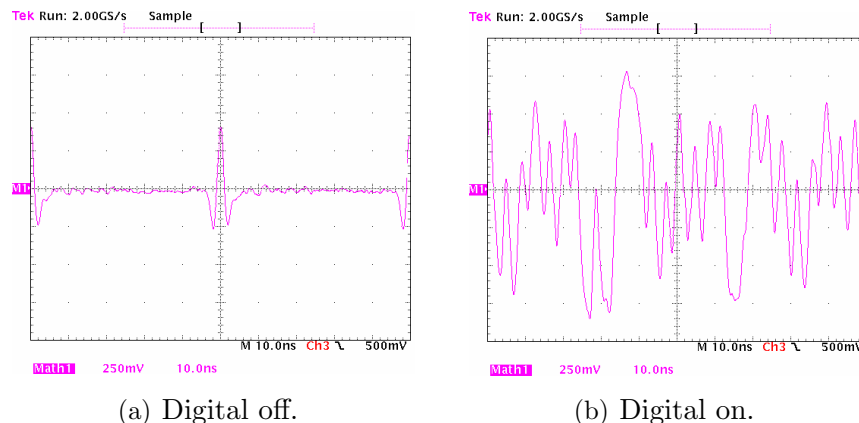 Tek Run: 2.00GS/s Sample
[ ]
M1
M 10.0ns Ch3 500mV
Math1 250mV 10.0ns
(a) Digital off.
Tek Run: 2.00GS/s Sample
[ ]
M1
M 10.0ns Ch3 500mV
Math1 250mV 10.0ns
(b) Digital on.